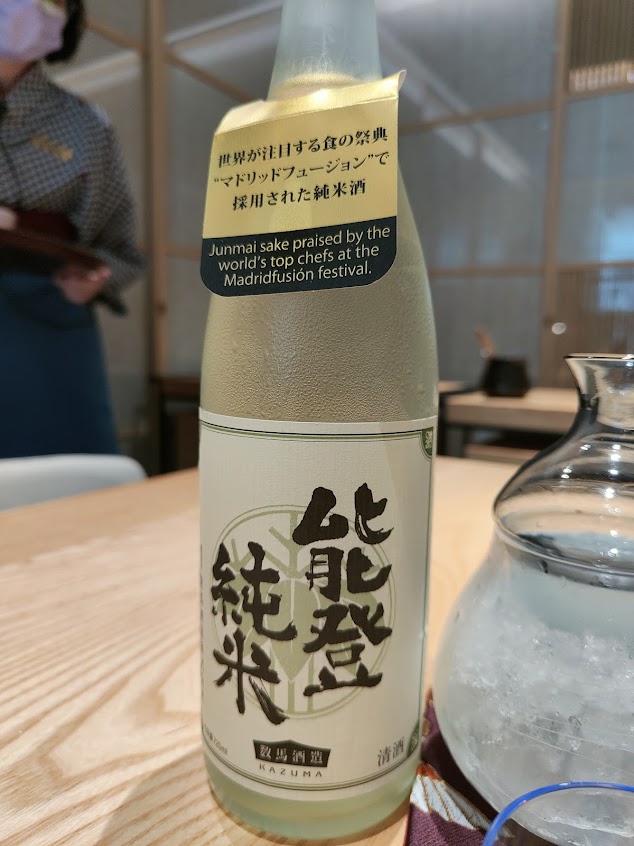 世界が注目する食の祭典
“マドリッドフュージョン”で
採用された純米酒
Junmai sake praised by the
world's top chefs at the
Madridfusión festival.
能登
純米
数馬酒造
KAZUMA
清酒
720ml